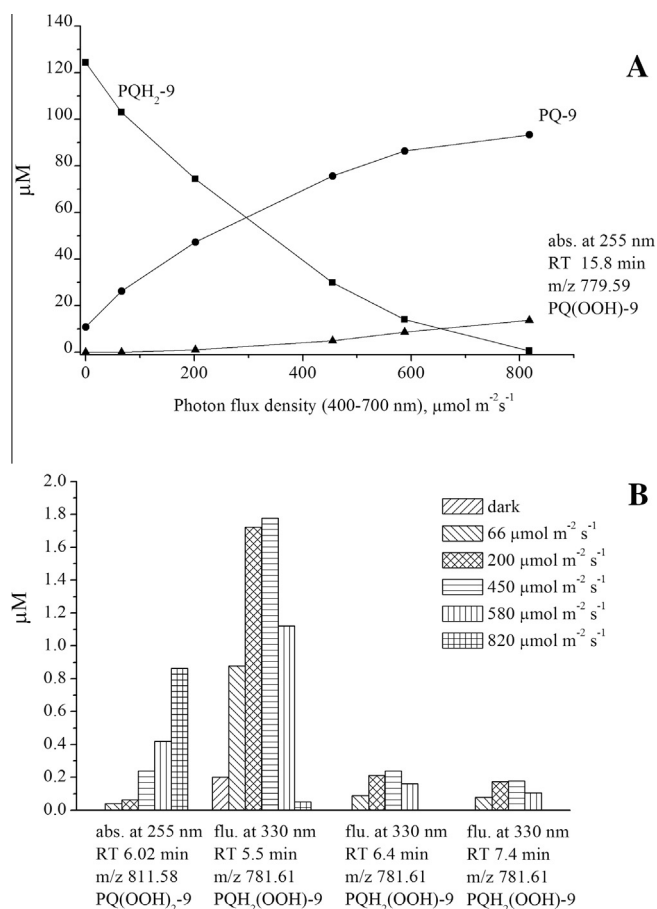 140
120
100
80
60
40
20
0
μM
PQH₂-9
A
PQ-9
abs. at 255 nm
RT 15.8 min
m/z 779.59
PQ(OOH)-9
0 200 400 600 800
Photon flux density (400-700 nm), μmol m⁻²s⁻¹
B
2.0
1.8
1.6
1.4
1.2
1.0
0.8
0.6
0.4
0.2
0.0
μM
dark
66 μmol m⁻² s⁻¹
200 μmol m⁻² s⁻¹
450 μmol m⁻² s⁻¹
580 μmol m⁻² s⁻¹
820 μmol m⁻² s⁻¹
abs. at 255 nm flu. at 330 nm flu. at 330 nm flu. at 330 nm
RT 6.02 min RT 5.5 min RT 6.4 min RT 7.4 min
m/z 811.58 m/z 781.61 m/z 781.61 m/z 781.61
PQ(OOH)₂-9 PQH₂(OOH)-9 PQH₂(OOH)-9 PQH₂(OOH)-9